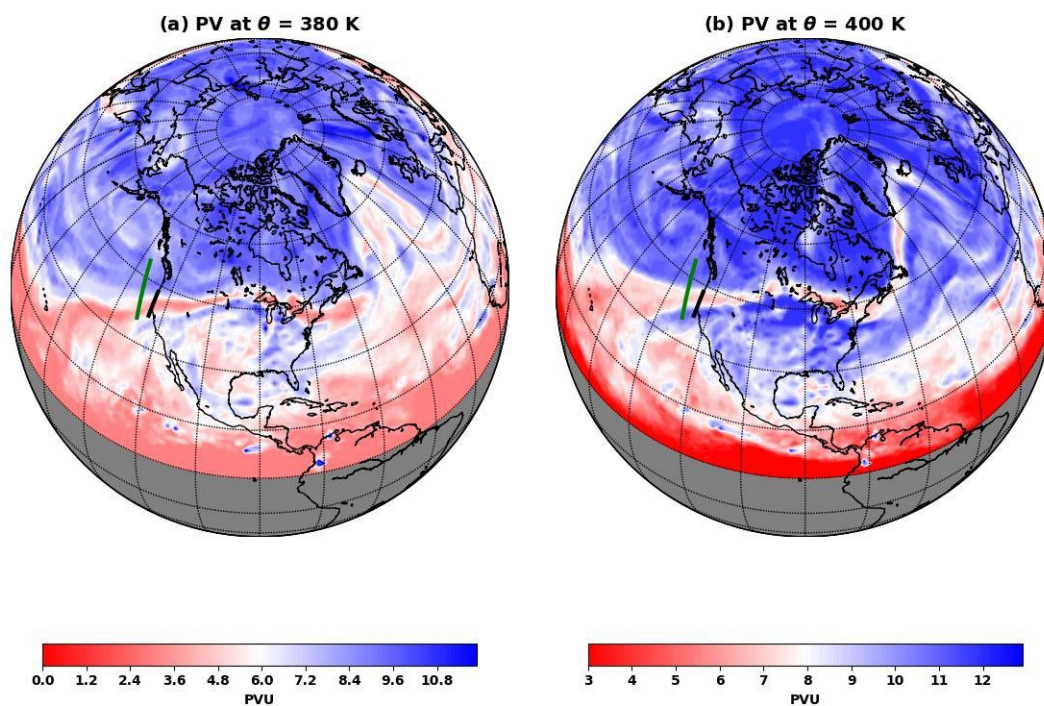 (a) PV at θ = 380 K
(b) PV at θ = 400 K
0.0 1.2 2.4 3.6 4.8 6.0 7.2 8.4 9.6 10.8
PVU
3 4 5 6 7 8 9 10 11 12
PVU